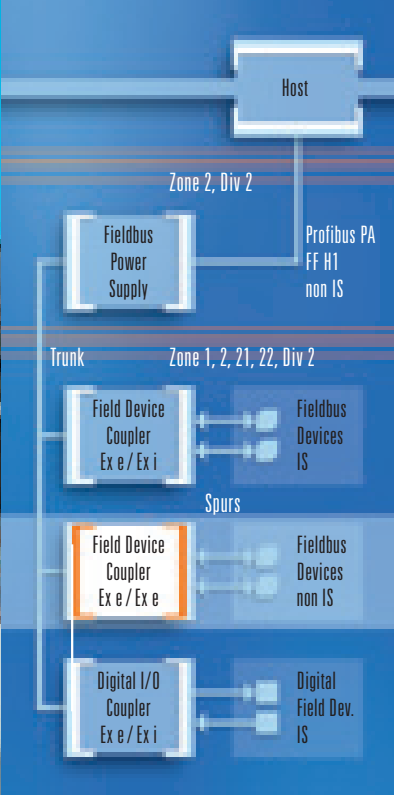 Host
Zone 2, Div 2
Fieldbus
Power
Supply
Profibus PA
FF H1
non IS
Trunk
Zone 1, 2, 21, 22, Div 2
Field Device
Coupler
Ex e / Ex i
Fieldbus
Devices
IS
Spurs
Field Device
Coupler
Ex e / Ex e
Fieldbus
Devices
non IS
Digital I/O
Coupler
Ex e / Ex i
Digital
Field Dev.
IS